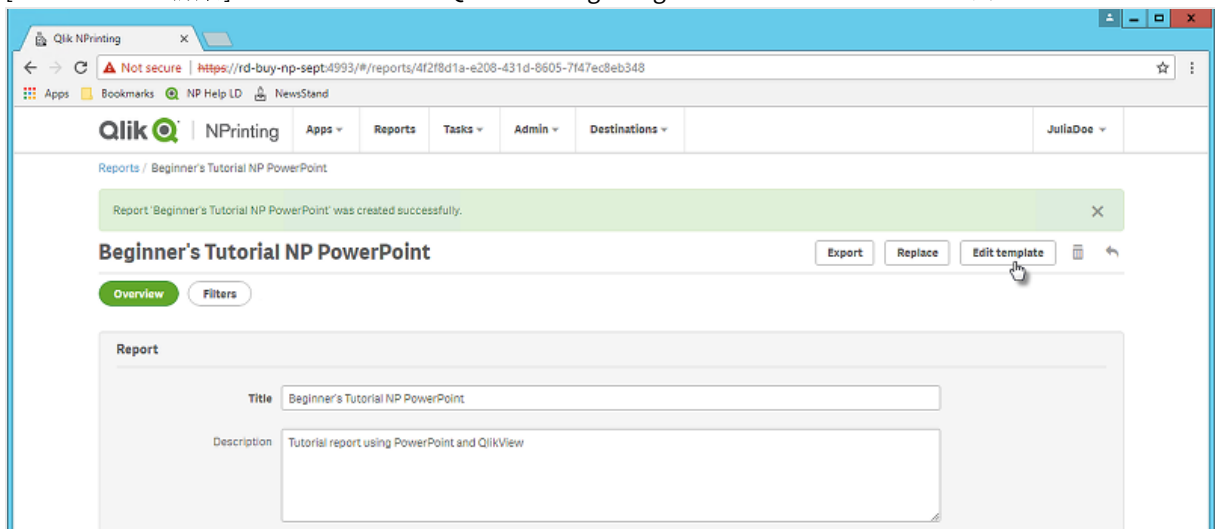 Qlik NPrinting
Not secure | https://rd-buy-np-sept:4993/#/reports/4f2f8d1a-e208-431d-8605-7f47ec8eb348
Apps Bookmarks NP Help LD NewsStand
Qlik NPrinting Apps Reports Tasks Admin Destinations JuliaDoe
Reports / Beginner's Tutorial NP PowerPoint
Report 'Beginner's Tutorial NP PowerPoint' was created successfully.
Beginner's Tutorial NP PowerPoint Export Replace Edit template
Overview Filters
Report
Title Beginner's Tutorial NP PowerPoint
Description Tutorial report using PowerPoint and QlikView